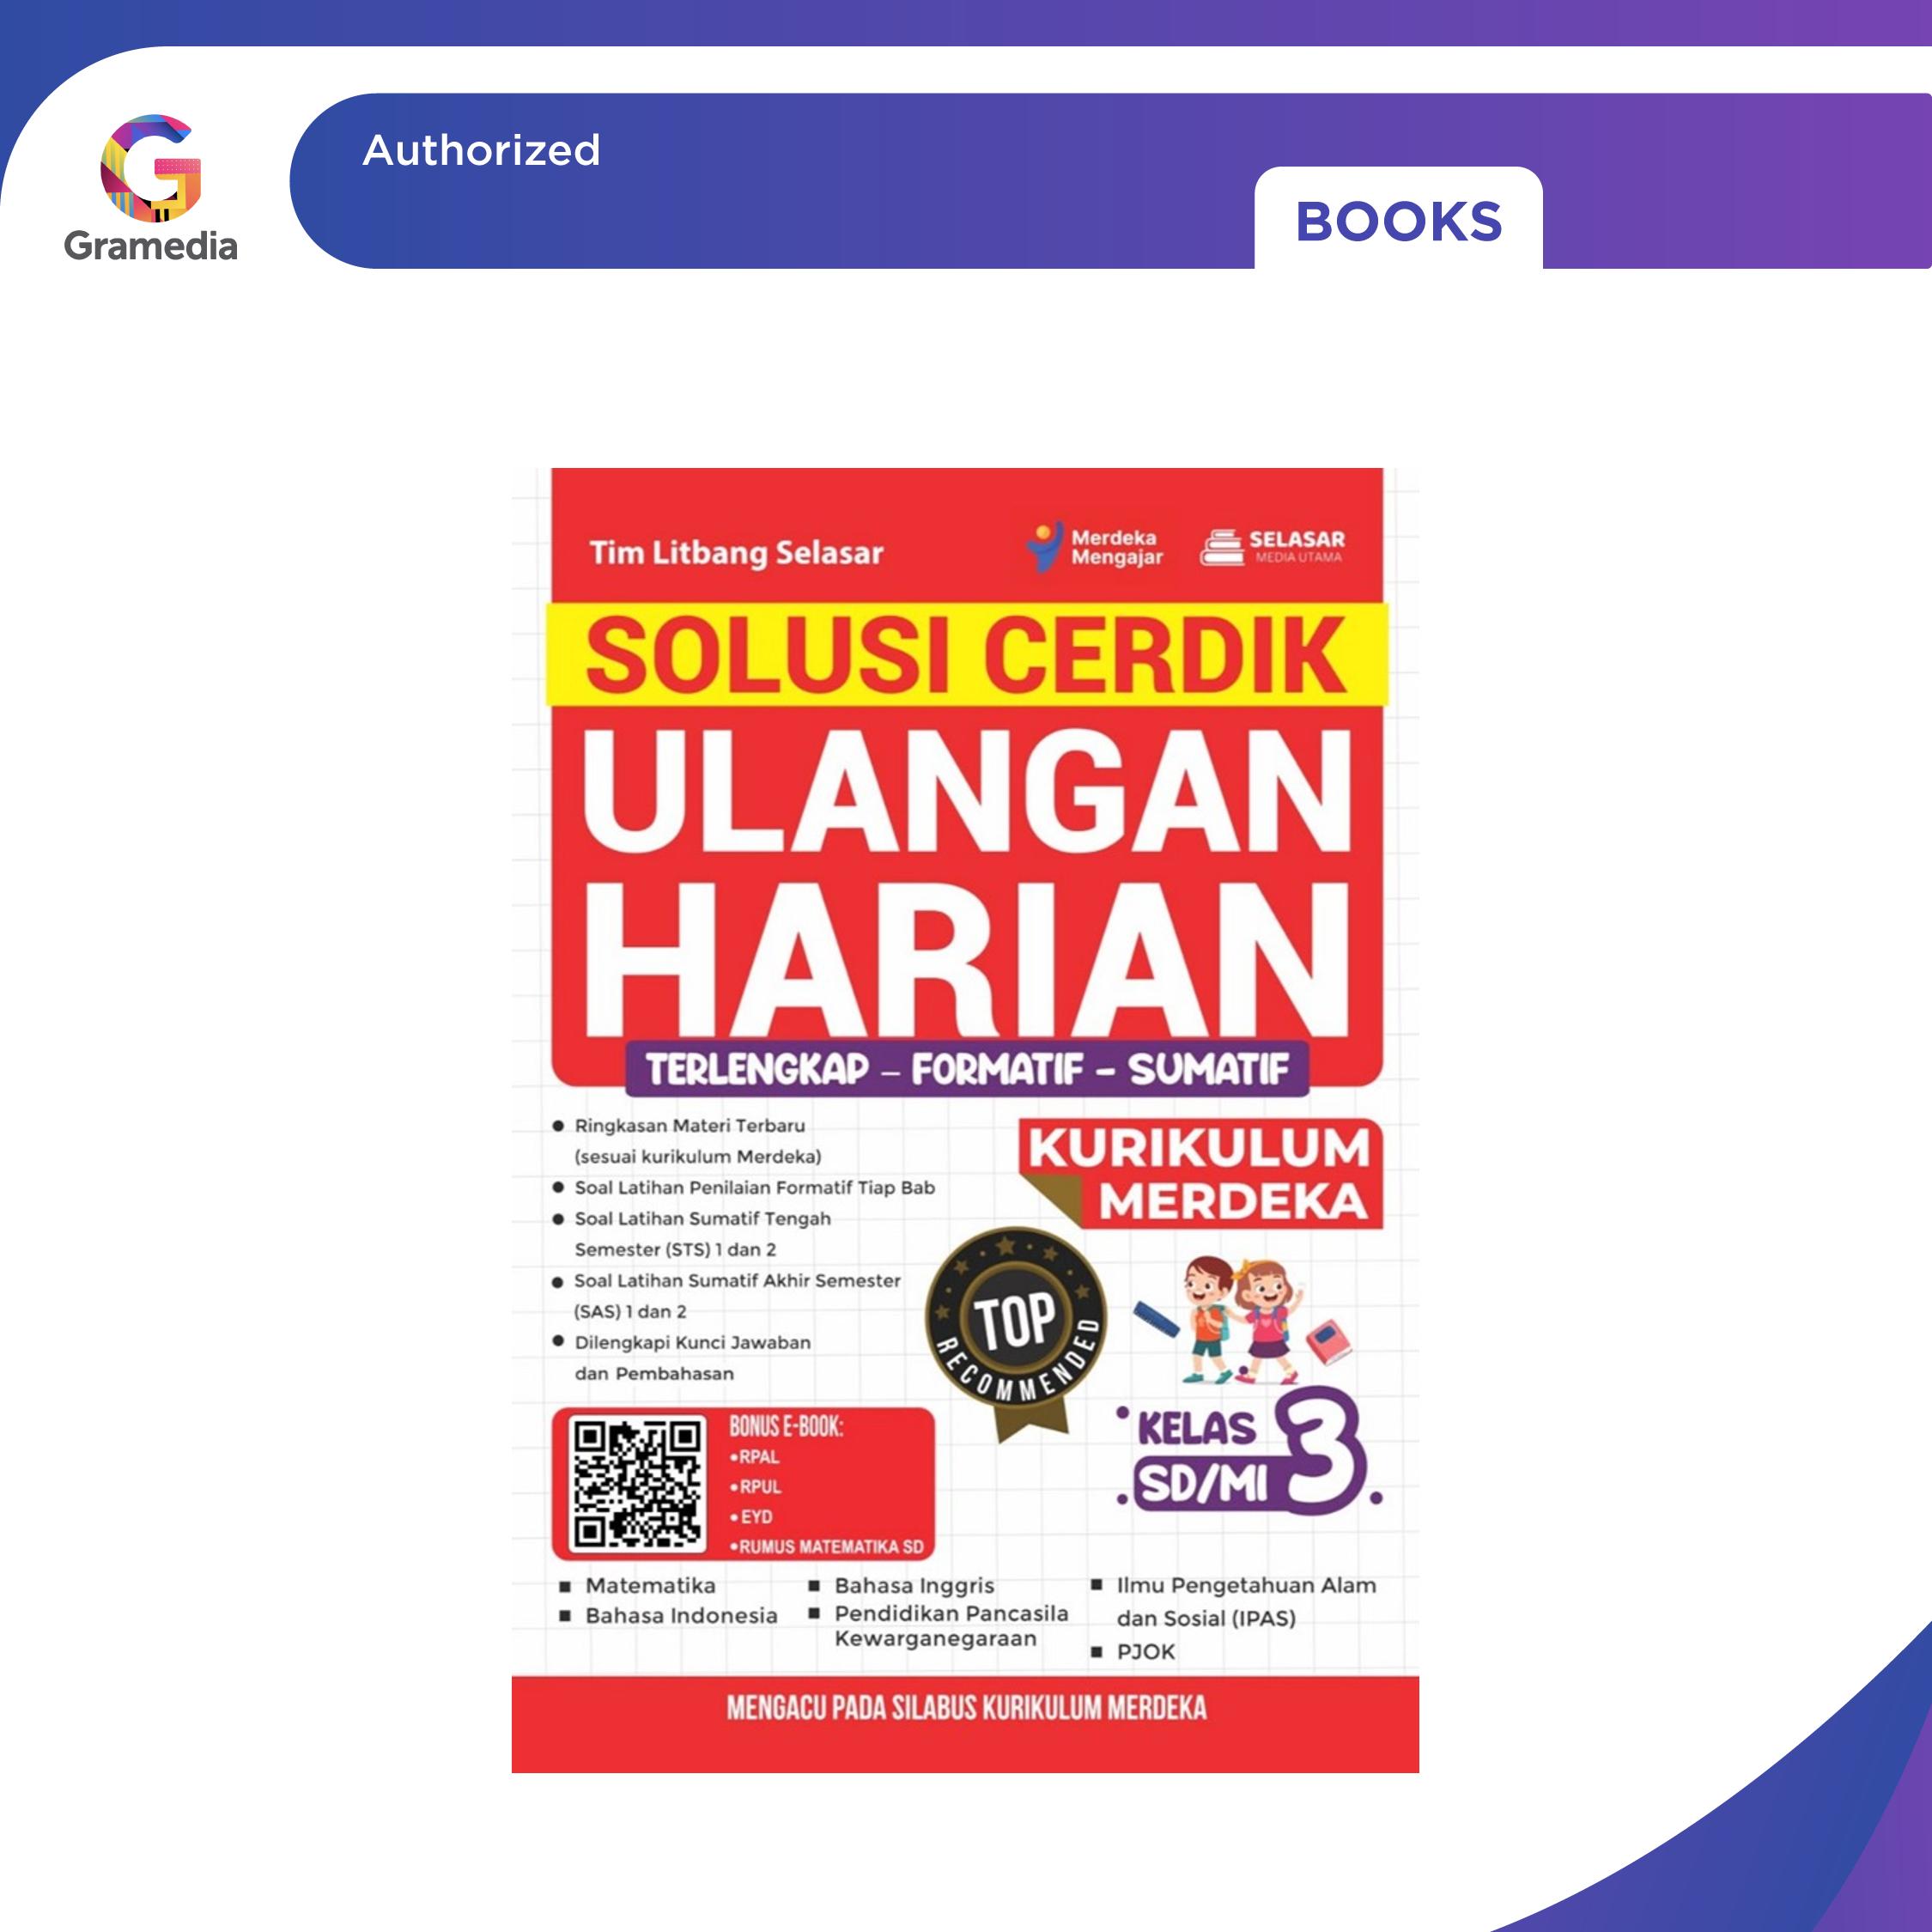 Gramedia
Authorized
BOOKS
Tim Litbang Selasar
Merdeka
Mengajar
SELASAR
MEDIA UTAMA
SOLUSI CERDIK
ULANGAN
HARIAN
TERLENGKAP – FORMATIF – SUMATIF
• Ringkasan Materi Terbaru
(sesuai kurikulum Merdeka)
• Soal Latihan Penilaian Formatif Tiap Bab
• Soal Latihan Sumatif Tengah
Semester (STS) 1 dan 2
• Soal Latihan Sumatif Akhir Semester
(SAS) 1 dan 2
• Dilengkapi Kunci Jawaban
dan Pembahasan
KURIKULUM
MERDEKA
TOP
RECOMMENDED
KELAS 3
SD/MI
BONUS E-BOOK:
• RPAL
• RPUL
• EYD
• RUMUS MATEMATIKA SD
▪ Matematika
▪ Bahasa Indonesia
▪ Bahasa Inggris
▪ Pendidikan Pancasila
Kewarganegaraan
▪ Ilmu Pengetahuan Alam
dan Sosial (IPAS)
▪ PJOK
MENGACU PADA SILABUS KURIKULUM MERDEKA